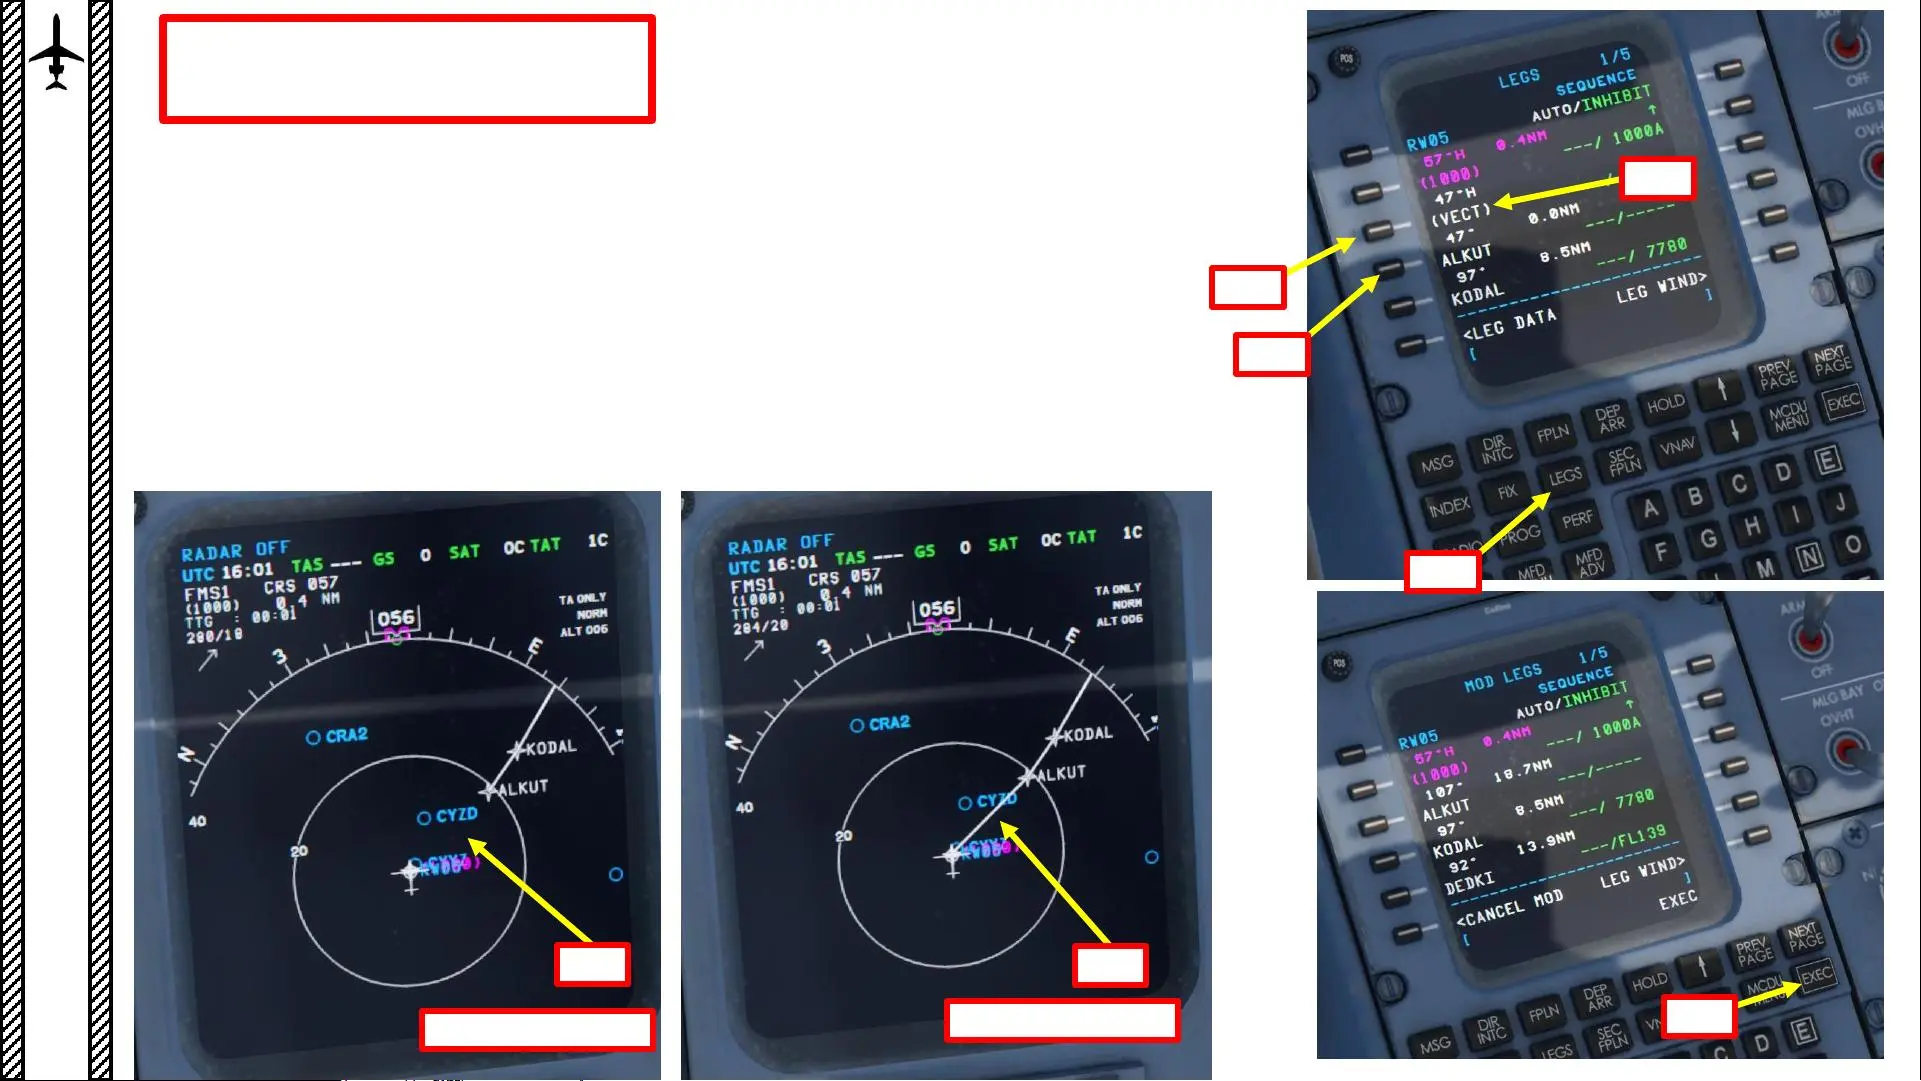 POS
LEGS 1/5
SEQUENCE
AUTO/INHIBIT
↑
RW05
57°H 0.4NM ---/ 1000A
(1000)
47°H
(VECT)
47° 0.0NM ---/-----
ALKUT
97° 8.5NM ---/ 7780
KODAL
------------------------
<LEG DATA LEG WIND>
[ ]
OFF
OVHT
MSG
DIR INTC
FPLN
DEP ARR
HOLD
↑
PREV PAGE
NEXT PAGE
INDEX
FIX
LEGS
SEC FPLN
VNAV
↓
MCDU MENU
EXEC
PROG
PERF
MFD
MFD ADV
A B C D E
F G H I J
M N O
RADAR OFF
UTC 16:01 TAS --- GS 0 SAT 0C TAT 1C
FMS1 CRS 057
(1000) 0.4 NM
TTG : 00:01
280/18
056
TA ONLY
NORM
ALT 006
3
E
N
CRA2
KODAL
ALKUT
CYZD
40
20
RADAR OFF
UTC 16:01 TAS --- GS 0 SAT 0C TAT 1C
FMS1 CRS 057
(1000) 0.4 NM
TTG : 00:01
284/20
056
TA ONLY
NORM
ALT 006
3
E
N
CRA2
KODAL
ALKUT
CYZD
40
20
POS
MOD LEGS 1/5
SEQUENCE
AUTO/INHIBIT
↑
RW05
57°H 0.4NM ---/ 1000A
(1000)
107° 18.7NM ---/-----
ALKUT
97° 8.5NM ---/ 7780
KODAL
92° 13.9NM ---/FL139
DEDKI
------------------------
<CANCEL MOD LEG WIND>
[ ]
EXEC
OFF
MLG BAY
OVHT
MSG
DIR INTC
FPLN
DEP ARR
HOLD
↑
PREV PAGE
NEXT PAGE
LEGS
SEC FPLN
MCDU
EXEC
C D E